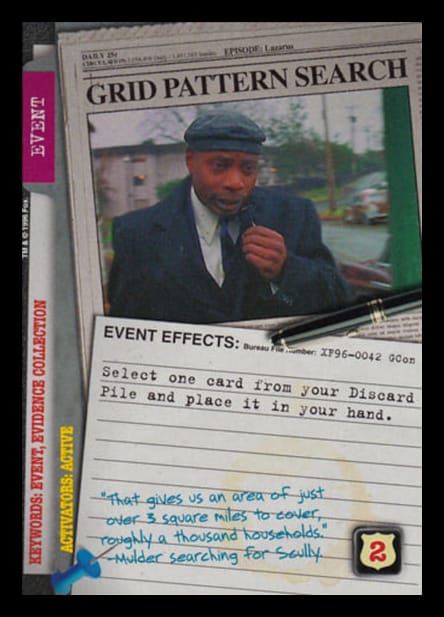 DAILY 25¢
EPISODE: Lazarus
GRID PATTERN SEARCH
EVENT
TM & © 1996 Fox
KEYWORDS: EVENT, EVIDENCE COLLECTION
ACTIVATORS: ACTIVE
EVENT EFFECTS:
Bureau File Number: XF96-0042 GCon
Select one card from your Discard
Pile and place it in your hand.
"That gives us an area of just
over 3 square miles to cover,
roughly a thousand households."
-Mulder searching for Scully.
2